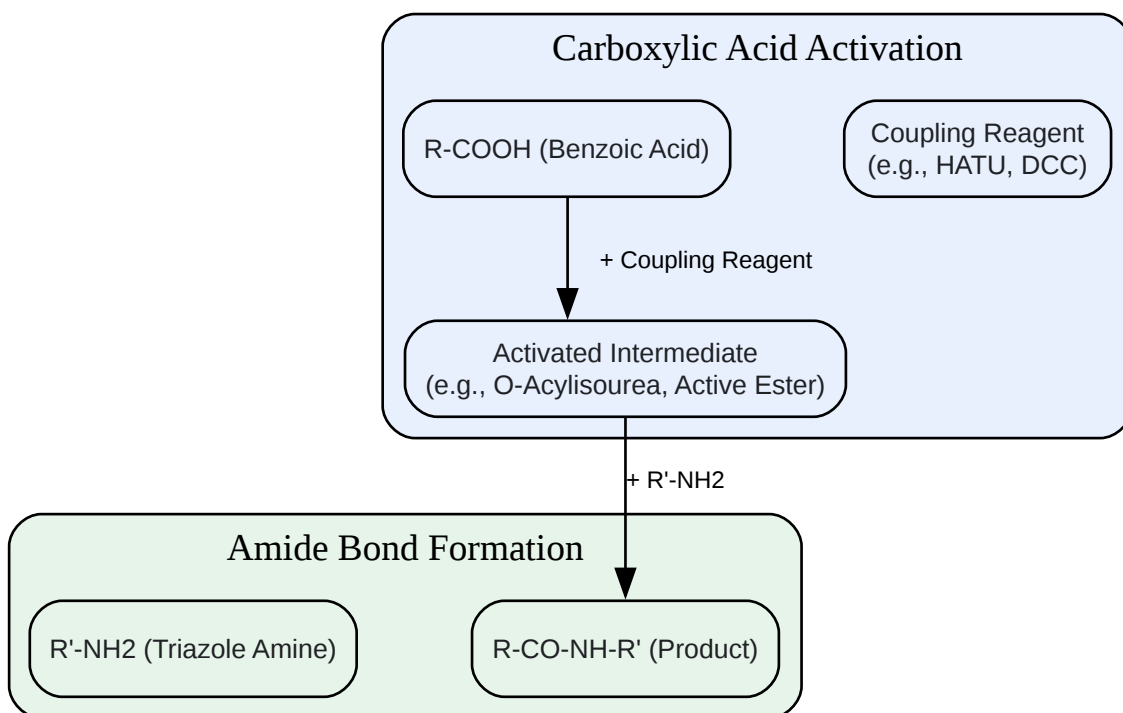 Carboxylic Acid Activation
R-COOH (Benzoic Acid)
Coupling Reagent
(e.g., HATU, DCC)
+ Coupling Reagent
Activated Intermediate
(e.g., O-Acylisourea, Active Ester)
+ R'-NH2
Amide Bond Formation
R'-NH2 (Triazole Amine)
R-CO-NH-R' (Product)